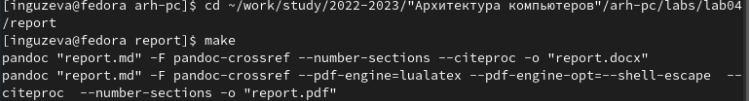 [inguzeva@fedora arh-pc]$ cd ~/work/study/2022-2023/"Архитектура компьютеров"/arh-pc/labs/lab04
/report
[inguzeva@fedora report]$ make
pandoc "report.md" -F pandoc-crossref --number-sections --citeproc -o "report.docx"
pandoc "report.md" -F pandoc-crossref --pdf-engine=lualatex --pdf-engine-opt=--shell-escape  --
citeproc  --number-sections -o "report.pdf"